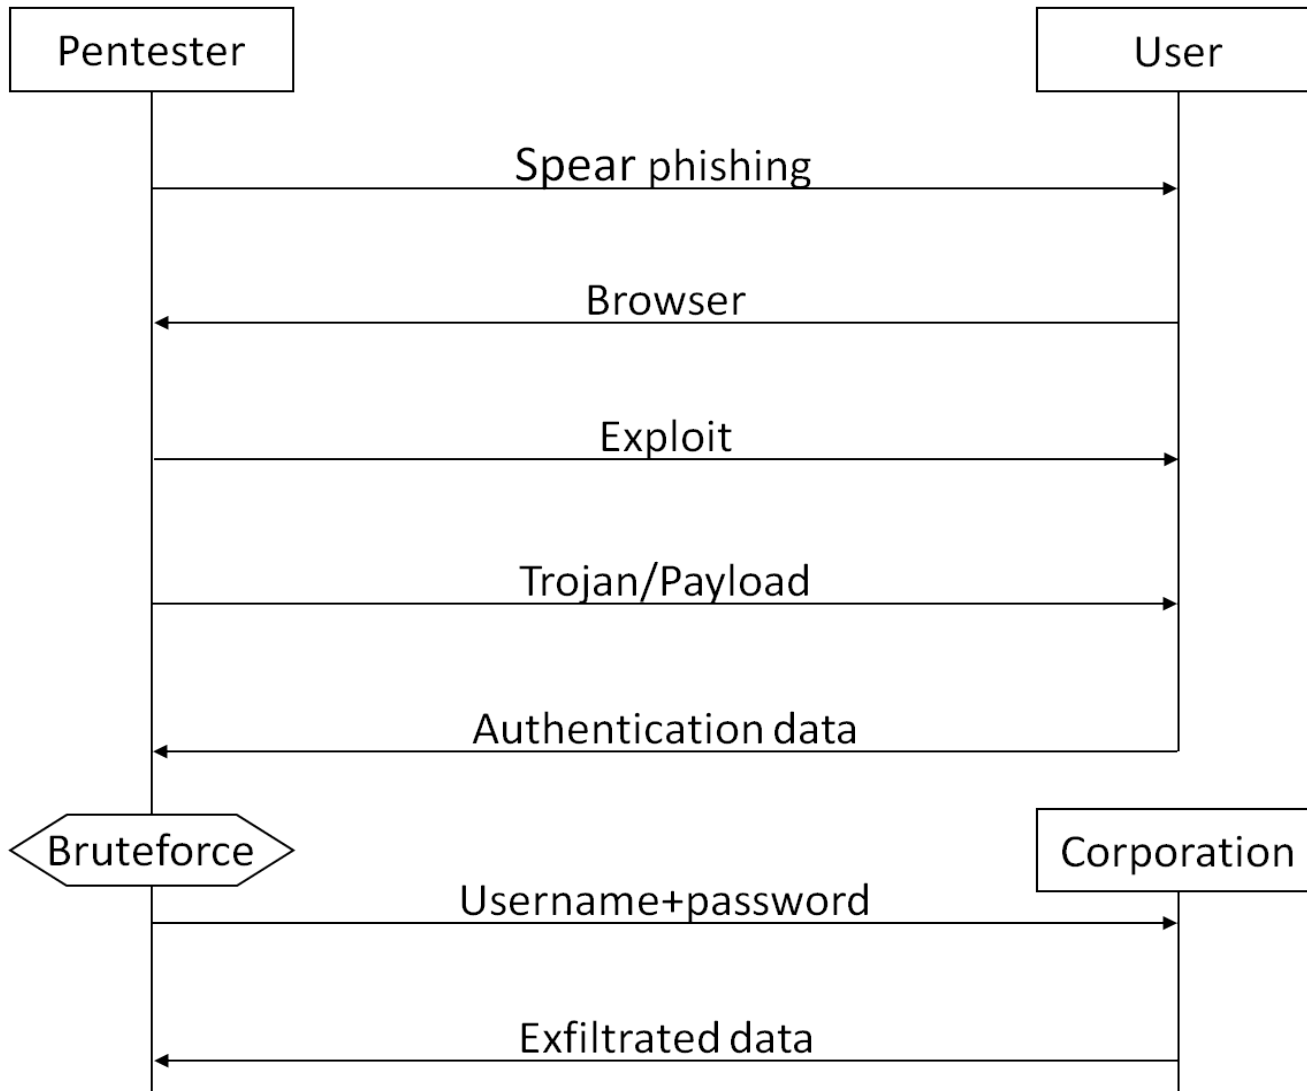 Pentester
User
Spear phishing
Browser
Exploit
Trojan/Payload
Authentication data
Bruteforce
Corporation
Username+password
Exfiltrated data